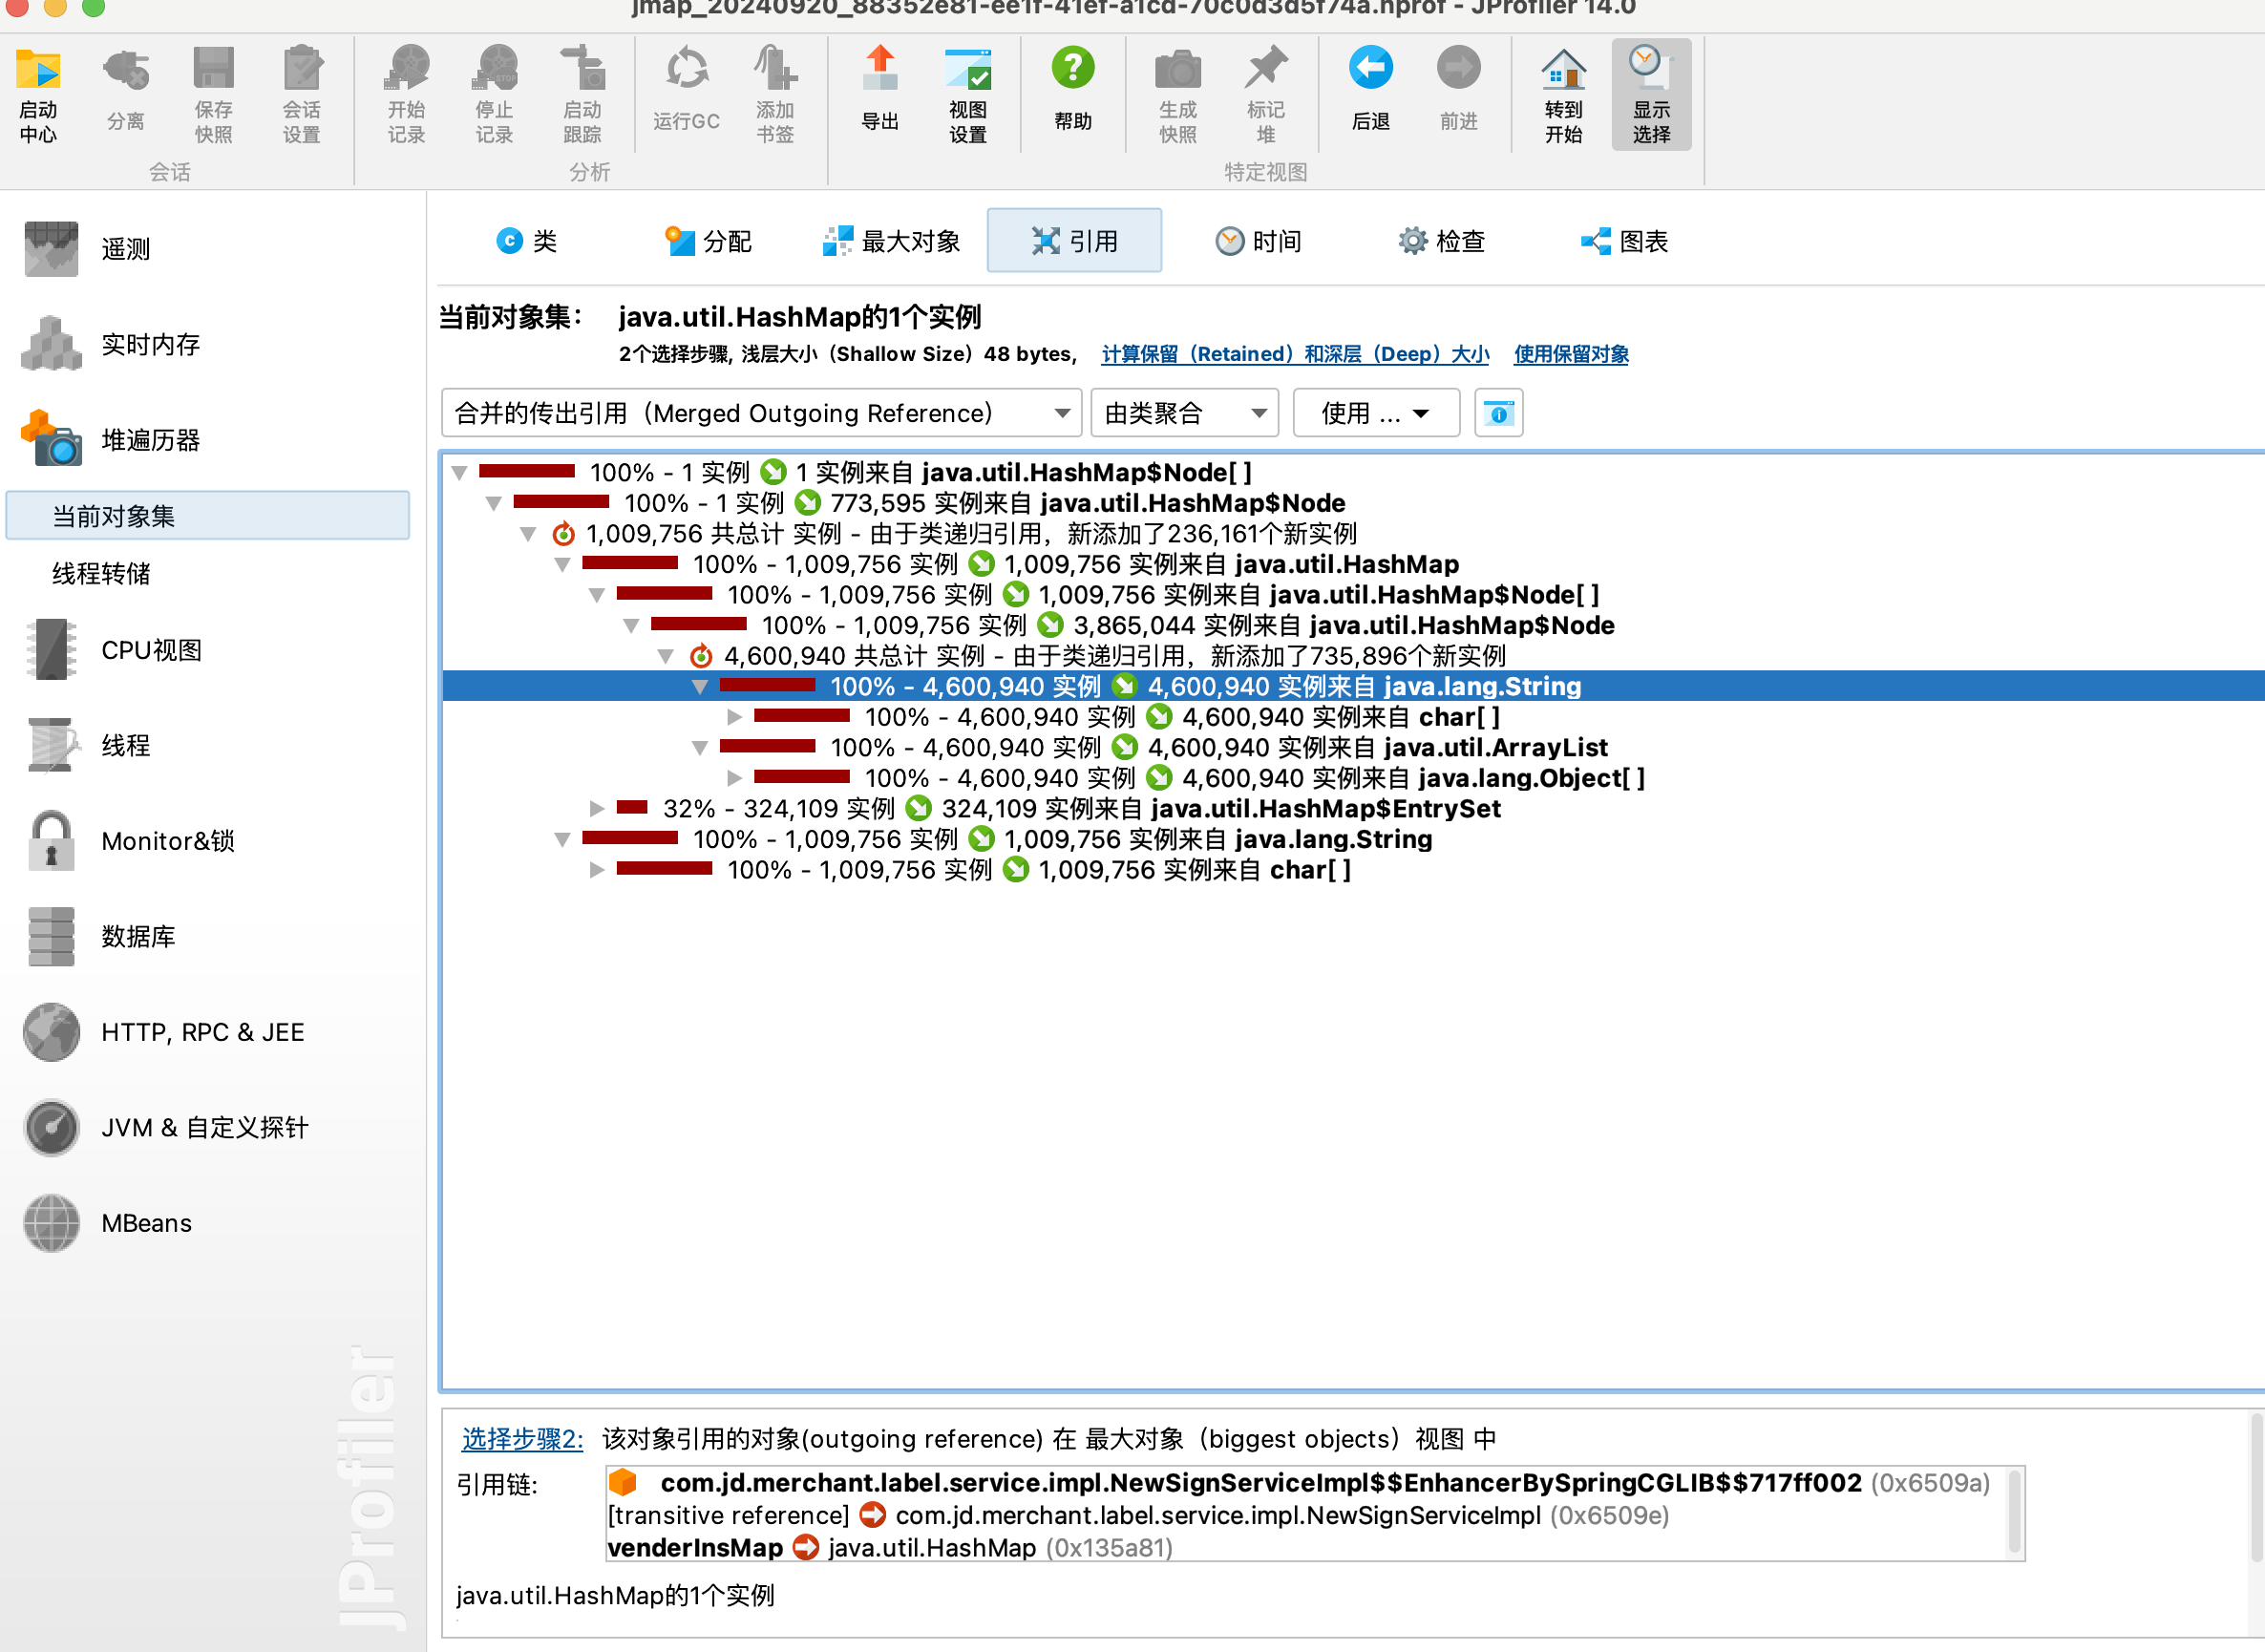 jmap_20240920_88352e81-ee1f-41ef-a1cd-70c0d3d5f74a.hprof - JProfiler 14.0
启动中心
分离
保存快照
会话设置
开始记录
停止记录
启动跟踪
运行GC
添加书签
导出
视图设置
帮助
生成快照
标记堆
后退
前进
转到开始
显示选择
会话
分析
特定视图
遥测
实时内存
堆遍历器
当前对象集
线程转储
CPU视图
线程
Monitor&锁
数据库
HTTP, RPC & JEE
JVM & 自定义探针
MBeans
JProfiler
类
分配
最大对象
引用
时间
检查
图表
当前对象集： java.util.HashMap的1个实例
2个选择步骤, 浅层大小（Shallow Size）48 bytes, 计算保留（Retained）和深层（Deep）大小 使用保留对象
合并的传出引用（Merged Outgoing Reference） 由类聚合 使用 ...
100% - 1 实例 1 实例来自 java.util.HashMap$Node[ ]
100% - 1 实例 773,595 实例来自 java.util.HashMap$Node
1,009,756 共总计 实例 - 由于类递归引用，新添加了236,161个新实例
100% - 1,009,756 实例 1,009,756 实例来自 java.util.HashMap
100% - 1,009,756 实例 1,009,756 实例来自 java.util.HashMap$Node[ ]
100% - 1,009,756 实例 3,865,044 实例来自 java.util.HashMap$Node
4,600,940 共总计 实例 - 由于类递归引用，新添加了735,896个新实例
100% - 4,600,940 实例 4,600,940 实例来自 java.lang.String
100% - 4,600,940 实例 4,600,940 实例来自 char[ ]
100% - 4,600,940 实例 4,600,940 实例来自 java.util.ArrayList
100% - 4,600,940 实例 4,600,940 实例来自 java.lang.Object[ ]
32% - 324,109 实例 324,109 实例来自 java.util.HashMap$EntrySet
100% - 1,009,756 实例 1,009,756 实例来自 java.lang.String
100% - 1,009,756 实例 1,009,756 实例来自 char[ ]
选择步骤2: 该对象引用的对象(outgoing reference) 在 最大对象（biggest objects）视图 中
引用链: com.jd.merchant.label.service.impl.NewSignServiceImpl$$EnhancerBySpringCGLIB$$717ff002 (0x6509a)
[transitive reference] com.jd.merchant.label.service.impl.NewSignServiceImpl (0x6509e)
venderInsMap java.util.HashMap (0x135a81)
java.util.HashMap的1个实例